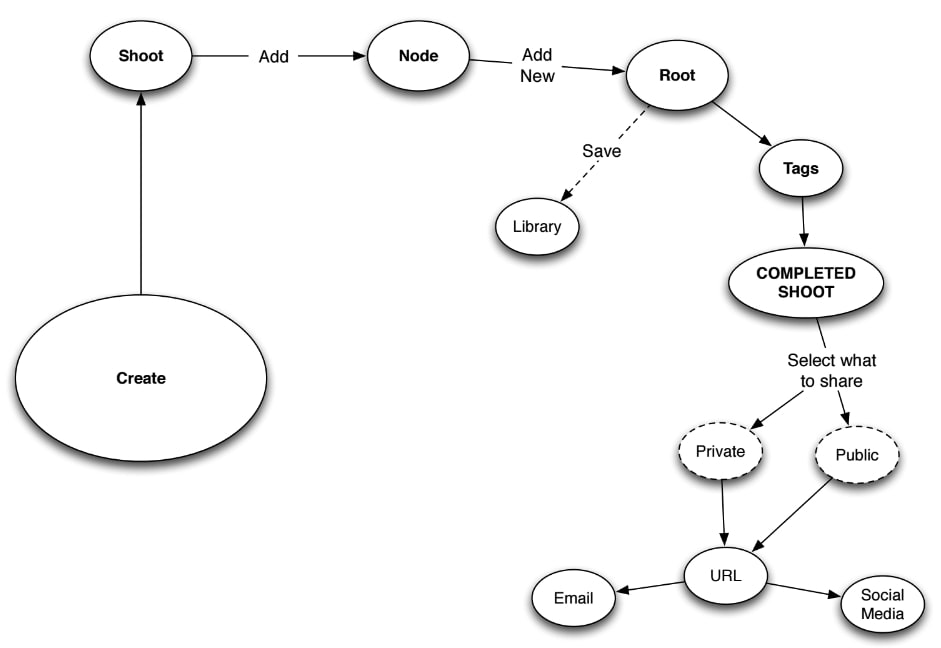 Shoot
Add
Node
Add
New
Root
Save
Tags
Library
COMPLETED
SHOOT
Create
Select what
to share
Private
Public
URL
Email
Social
Media